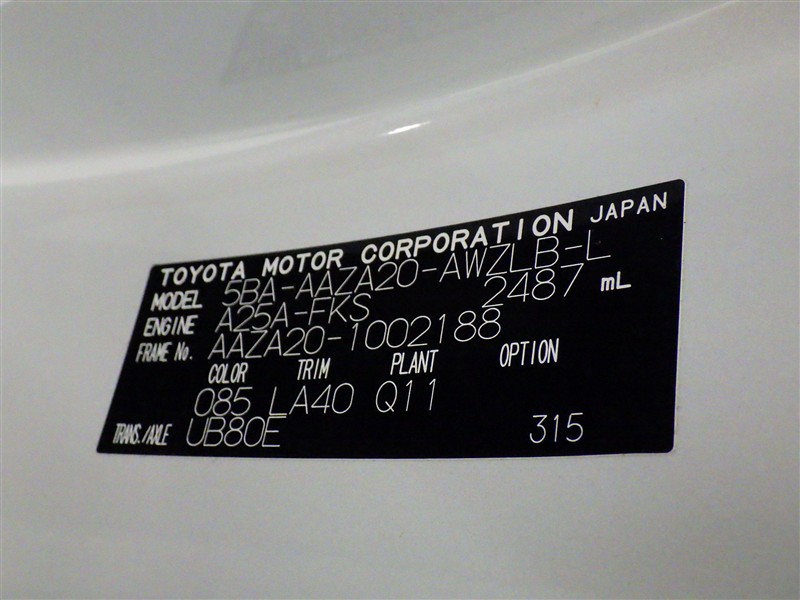 TOYOTA MOTOR CORPORATION JAPAN
MODEL 5BA-AAZA20-AWZLB-L
ENGINE A25A-FKS 2487 mL
FRAME No. AAZA20-1002188
COLOR TRIM PLANT OPTION
085 LA40 Q11
TRANS./AXLE UB80E 315